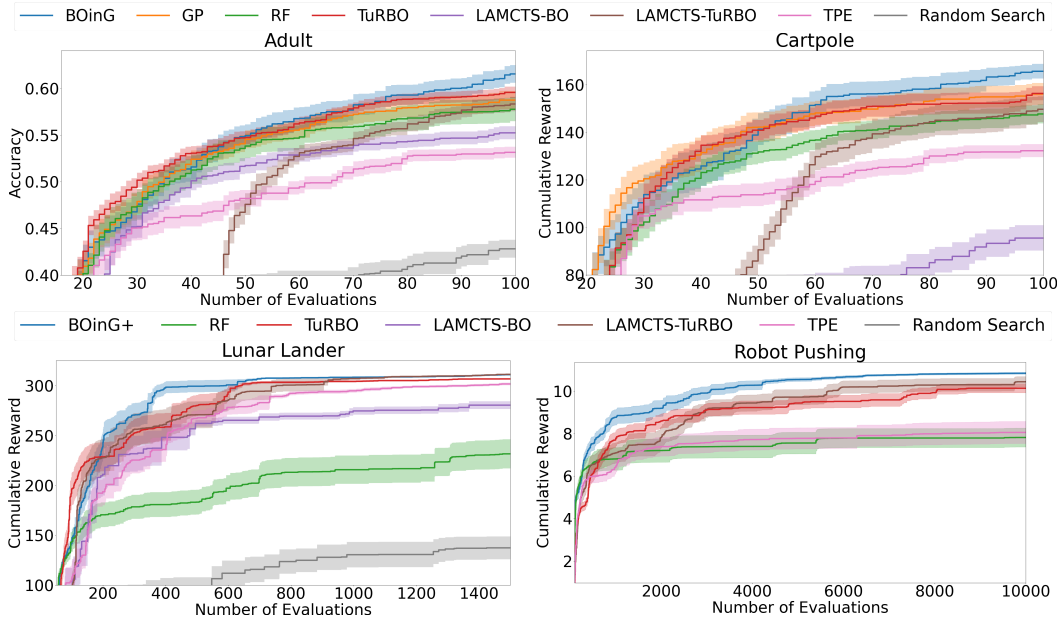 BOinG GP RF TuRBO LAMCTS-BO LAMCTS-TuRBO TPE Random Search
Adult
Accuracy
0.60
0.55
0.50
0.45
0.40
20 30 40 50 60 70 80 90 100
Number of Evaluations
Cartpole
Cumulative Reward
160
140
120
100
80
20 30 40 50 60 70 80 90 100
Number of Evaluations
BOinG+ RF TuRBO LAMCTS-BO LAMCTS-TuRBO TPE Random Search
Lunar Lander
Cumulative Reward
300
250
200
150
100
200 400 600 800 1000 1200 1400
Number of Evaluations
Robot Pushing
Cumulative Reward
10
8
6
4
2
2000 4000 6000 8000 10000
Number of Evaluations